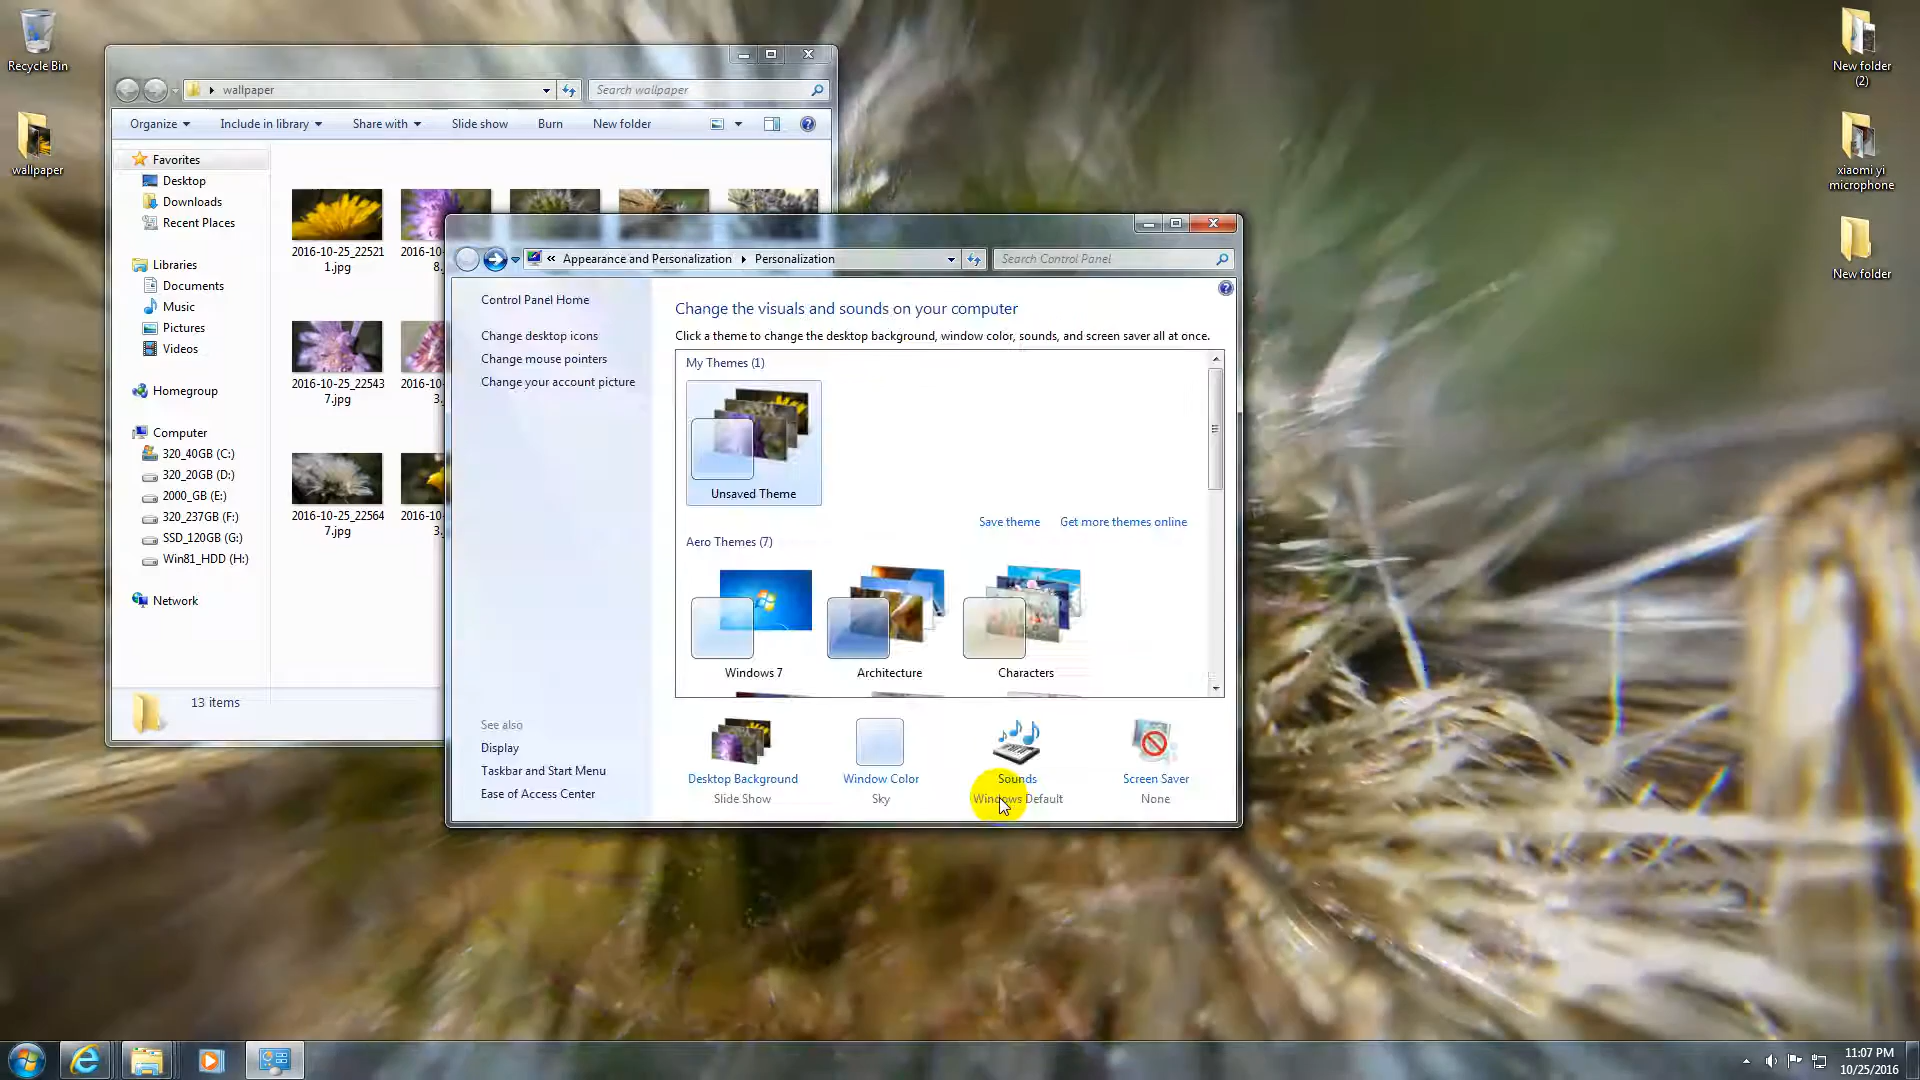 Recycle Bin
wallpaper
New folder
(2)
xiaomi yi
microphone
New folder
wallpaper
Search wallpaper
Organize
Include in library
Share with
Slide show
Burn
New folder
Favorites
Desktop
Downloads
Recent Places
Libraries
Documents
Music
Pictures
Videos
Homegroup
Computer
320_40GB (C:)
320_20GB (D:)
2000_GB (E:)
320_237GB (F:)
SSD_120GB (G:)
Win81_HDD (H:)
Network
2016-10-25_22521
1.jpg
2016-10-25_22543
7.jpg
2016-10-25_22564
7.jpg
13 items
Appearance and Personalization
Personalization
Search Control Panel
Control Panel Home
Change desktop icons
Change mouse pointers
Change your account picture
See also
Display
Taskbar and Start Menu
Ease of Access Center
Change the visuals and sounds on your computer
Click a theme to change the desktop background, window color, sounds, and screen saver all at once.
My Themes (1)
Unsaved Theme
Save theme
Get more themes online
Aero Themes (7)
Windows 7
Architecture
Characters
Desktop Background
Slide Show
Window Color
Sky
Sounds
Windows Default
Screen Saver
None
11:07 PM
10/25/2016